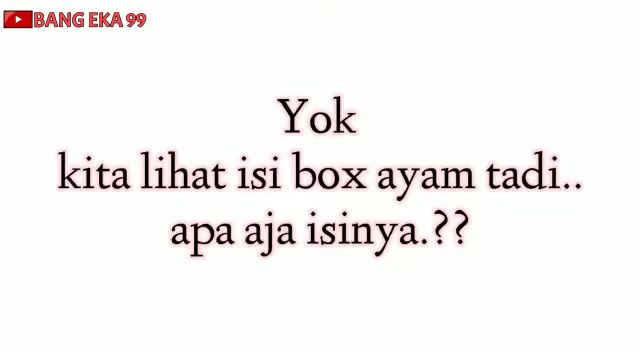 BANG EKA 99
Yok
kita lihat isi box ayam tadi..
apa aja isinya.??